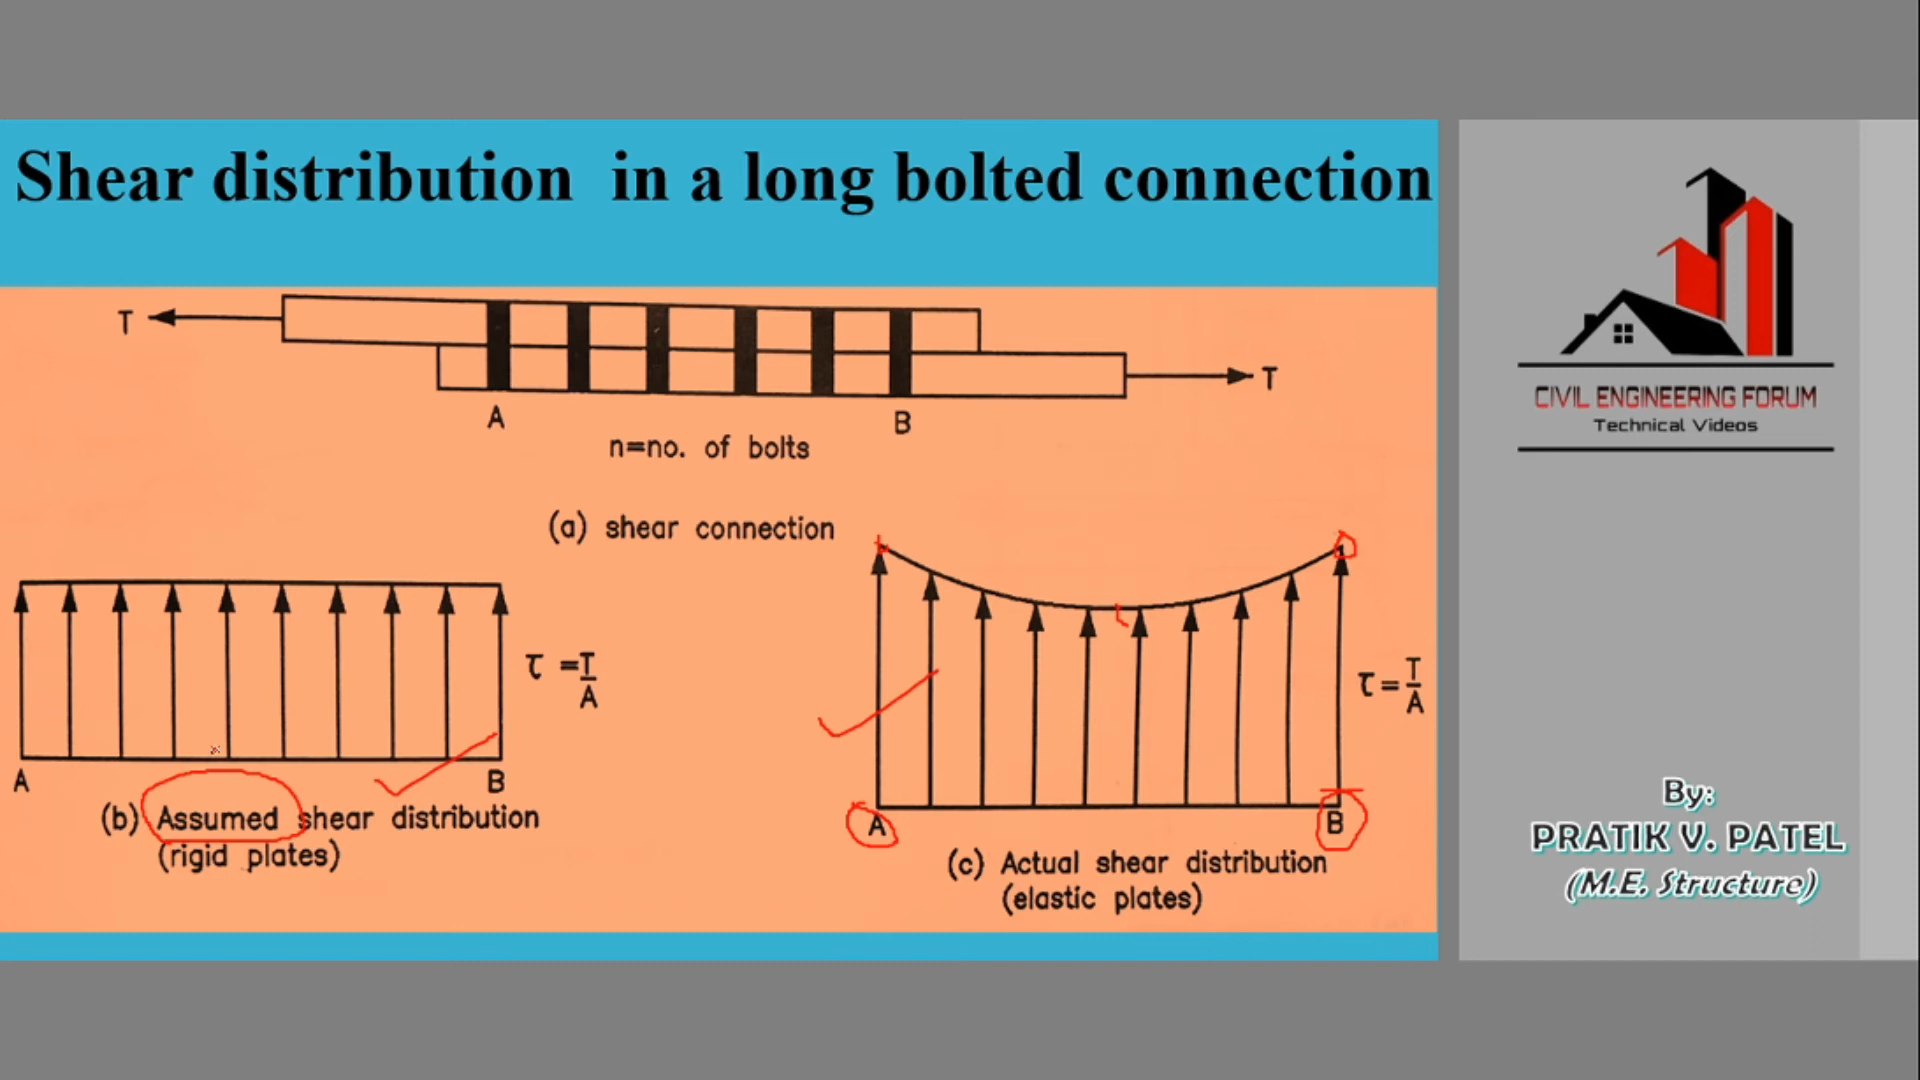 Shear distribution in a long bolted connection
T
T
A
B
n=no. of bolts
(a) shear connection
τ = T/A
A
B
(b) Assumed shear distribution
(rigid plates)
τ = T/A
A
B
(c) Actual shear distribution
(elastic plates)
CIVIL ENGINEERING FORUM
Technical Videos
By:
PRATIK V. PATEL
(M.E. Structure)